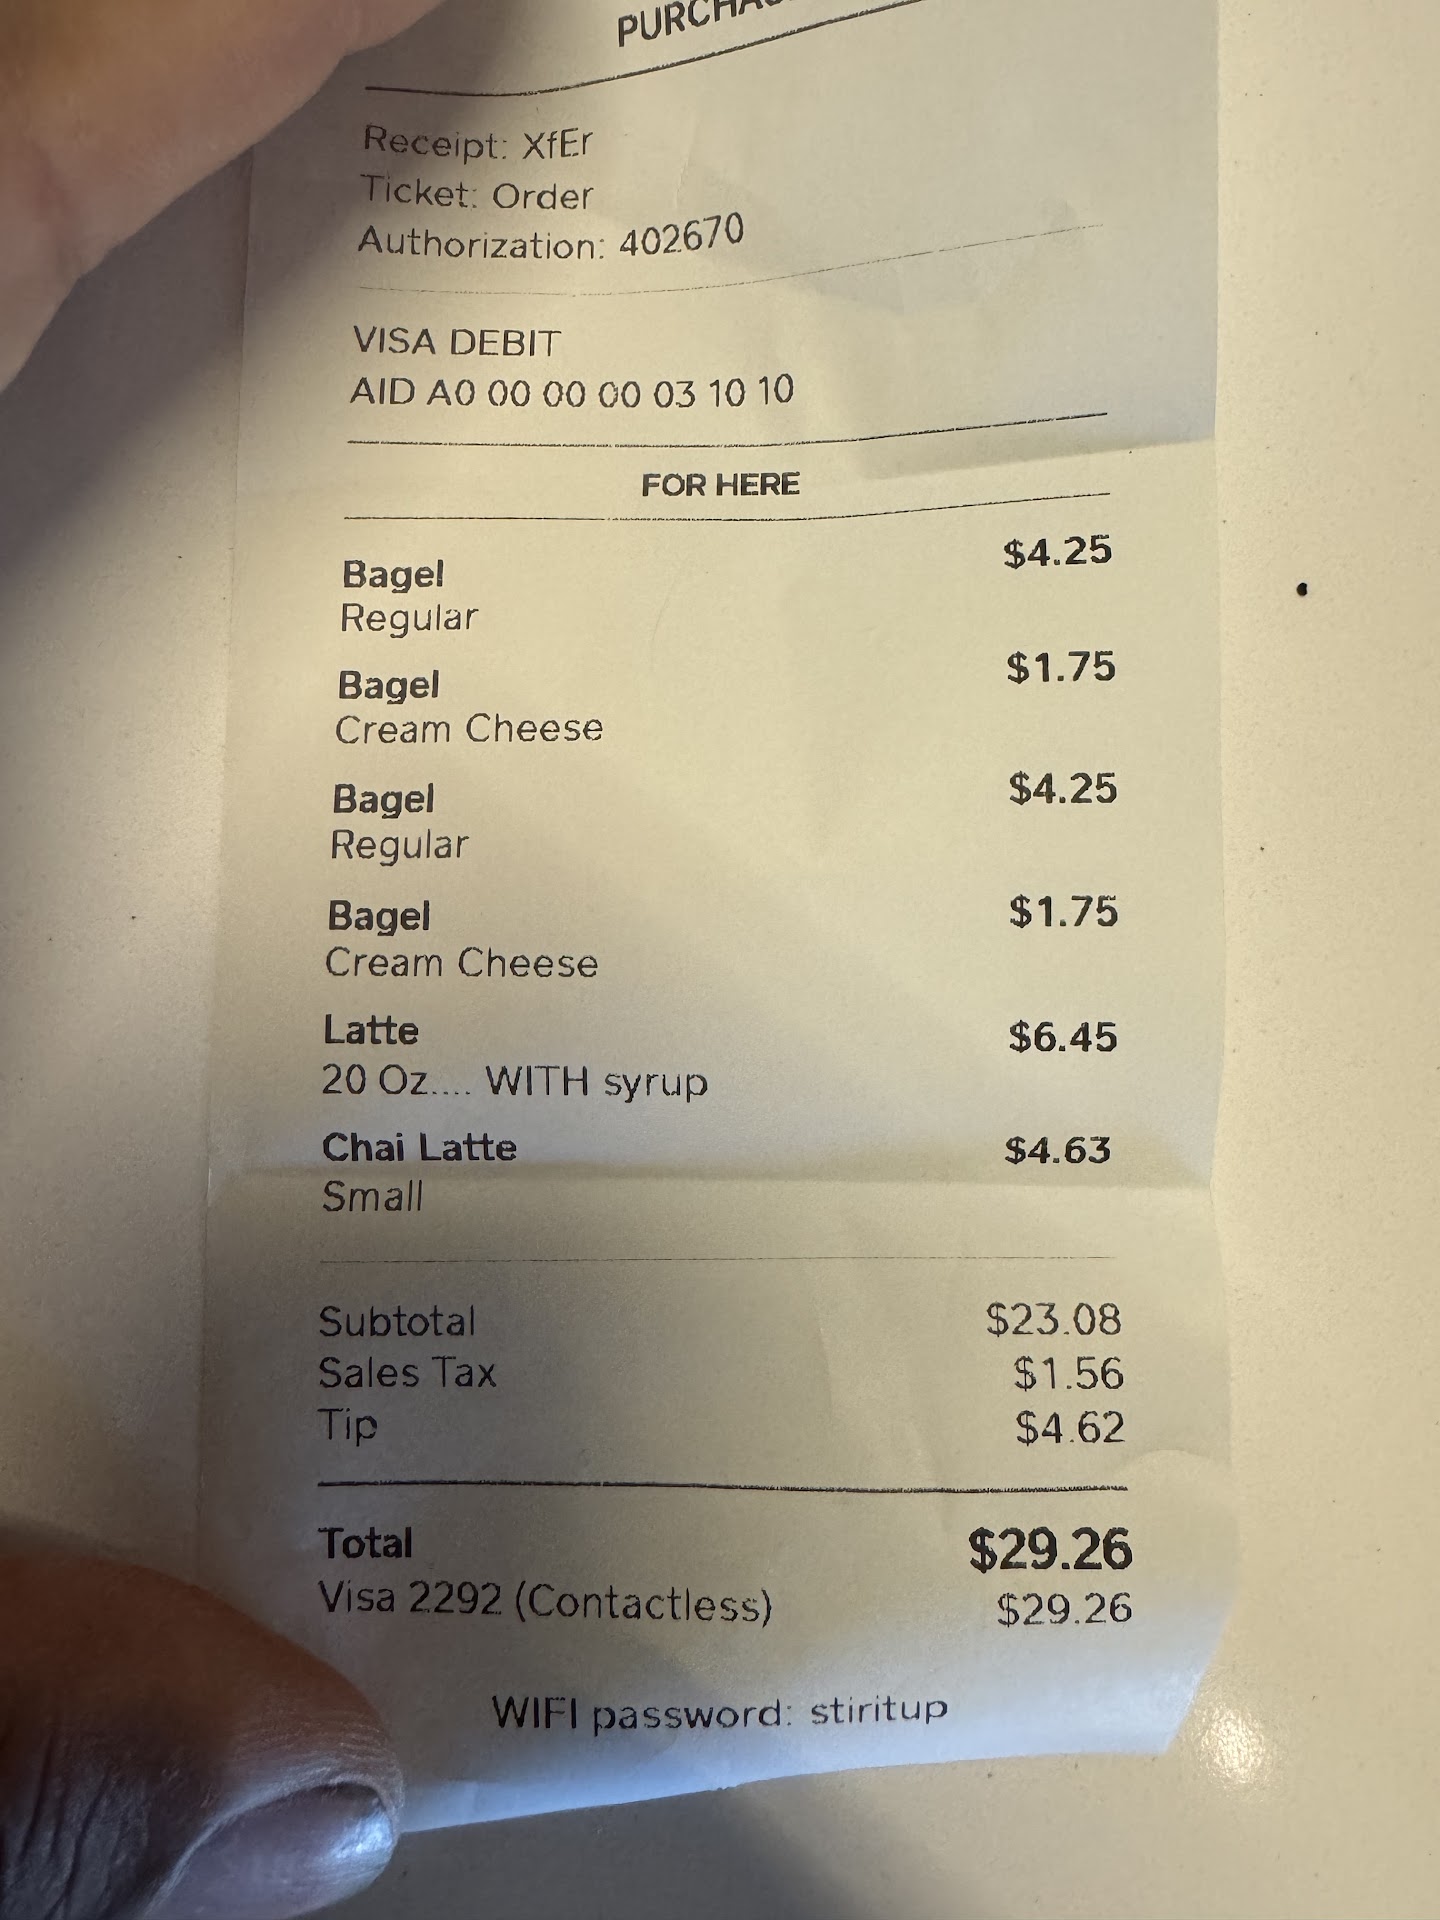 Receipt: XfEr
Ticket: Order
Authorization: 402670
VISA DEBIT
AID A0 00 00 00 03 10 10
FOR HERE
Bagel $4.25
Regular
Bagel $1.75
Cream Cheese
Bagel $4.25
Regular
Bagel $1.75
Cream Cheese
Latte $6.45
20 Oz.... WITH syrup
Chai Latte $4.63
Small
Subtotal $23.08
Sales Tax $1.56
Tip $4.62
Total $29.26
Visa 2292 (Contactless) $29.26
WIFI password: stiritup